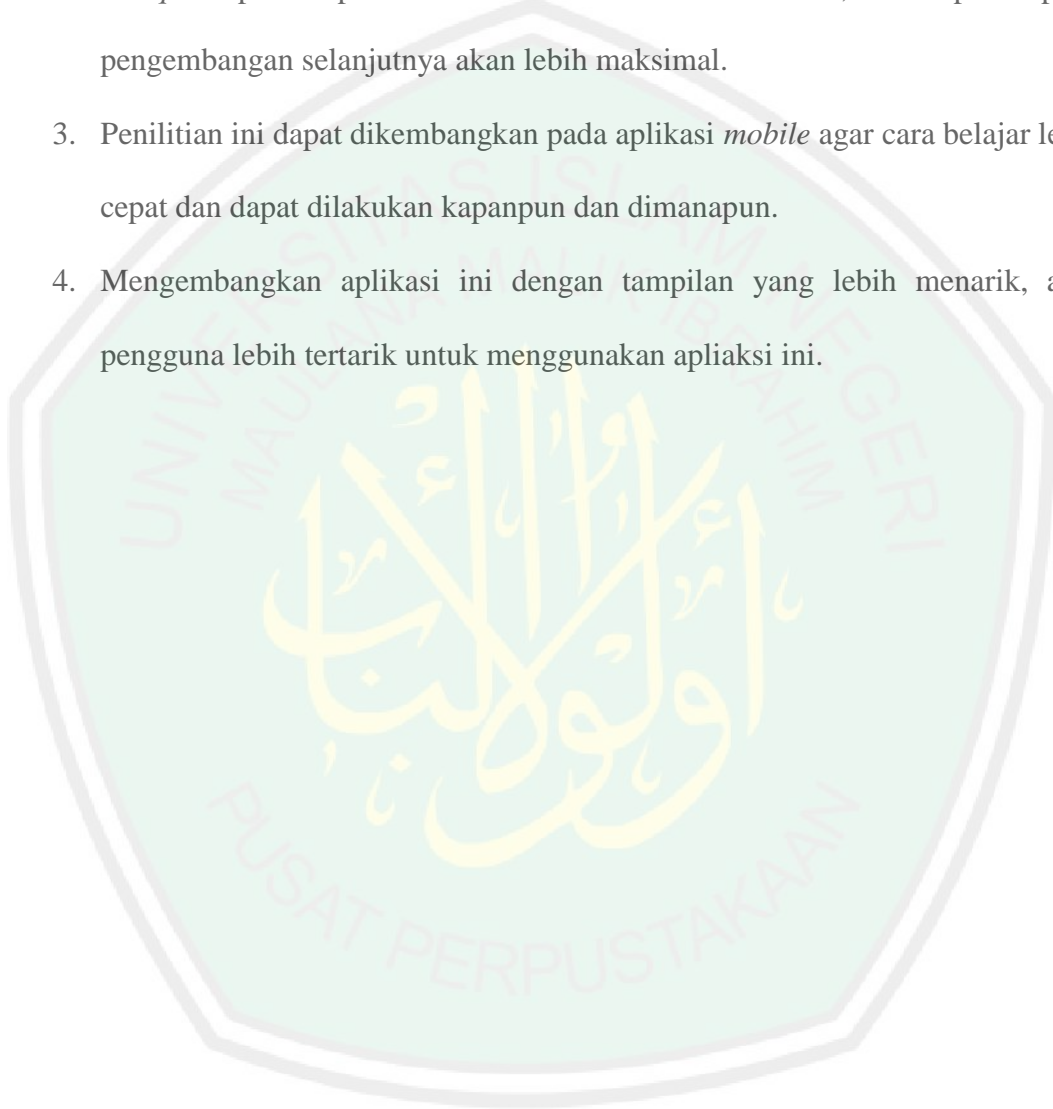 pengembangan selanjutnya akan lebih maksimal.
3. Penilitian ini dapat dikembangkan pada aplikasi mobile agar cara belajar
cepat dan dapat dilakukan kapanpun dan dimanapun.
4. Mengembangkan aplikasi ini dengan tampilan yang lebih menarik,
pengguna lebih tertarik untuk menggunakan apliaksi ini.
UNIVERSITAS ISLAM NEGERI
MAULANA MALIK IBRAHIM
PUSAT PERPUSTAKAAN